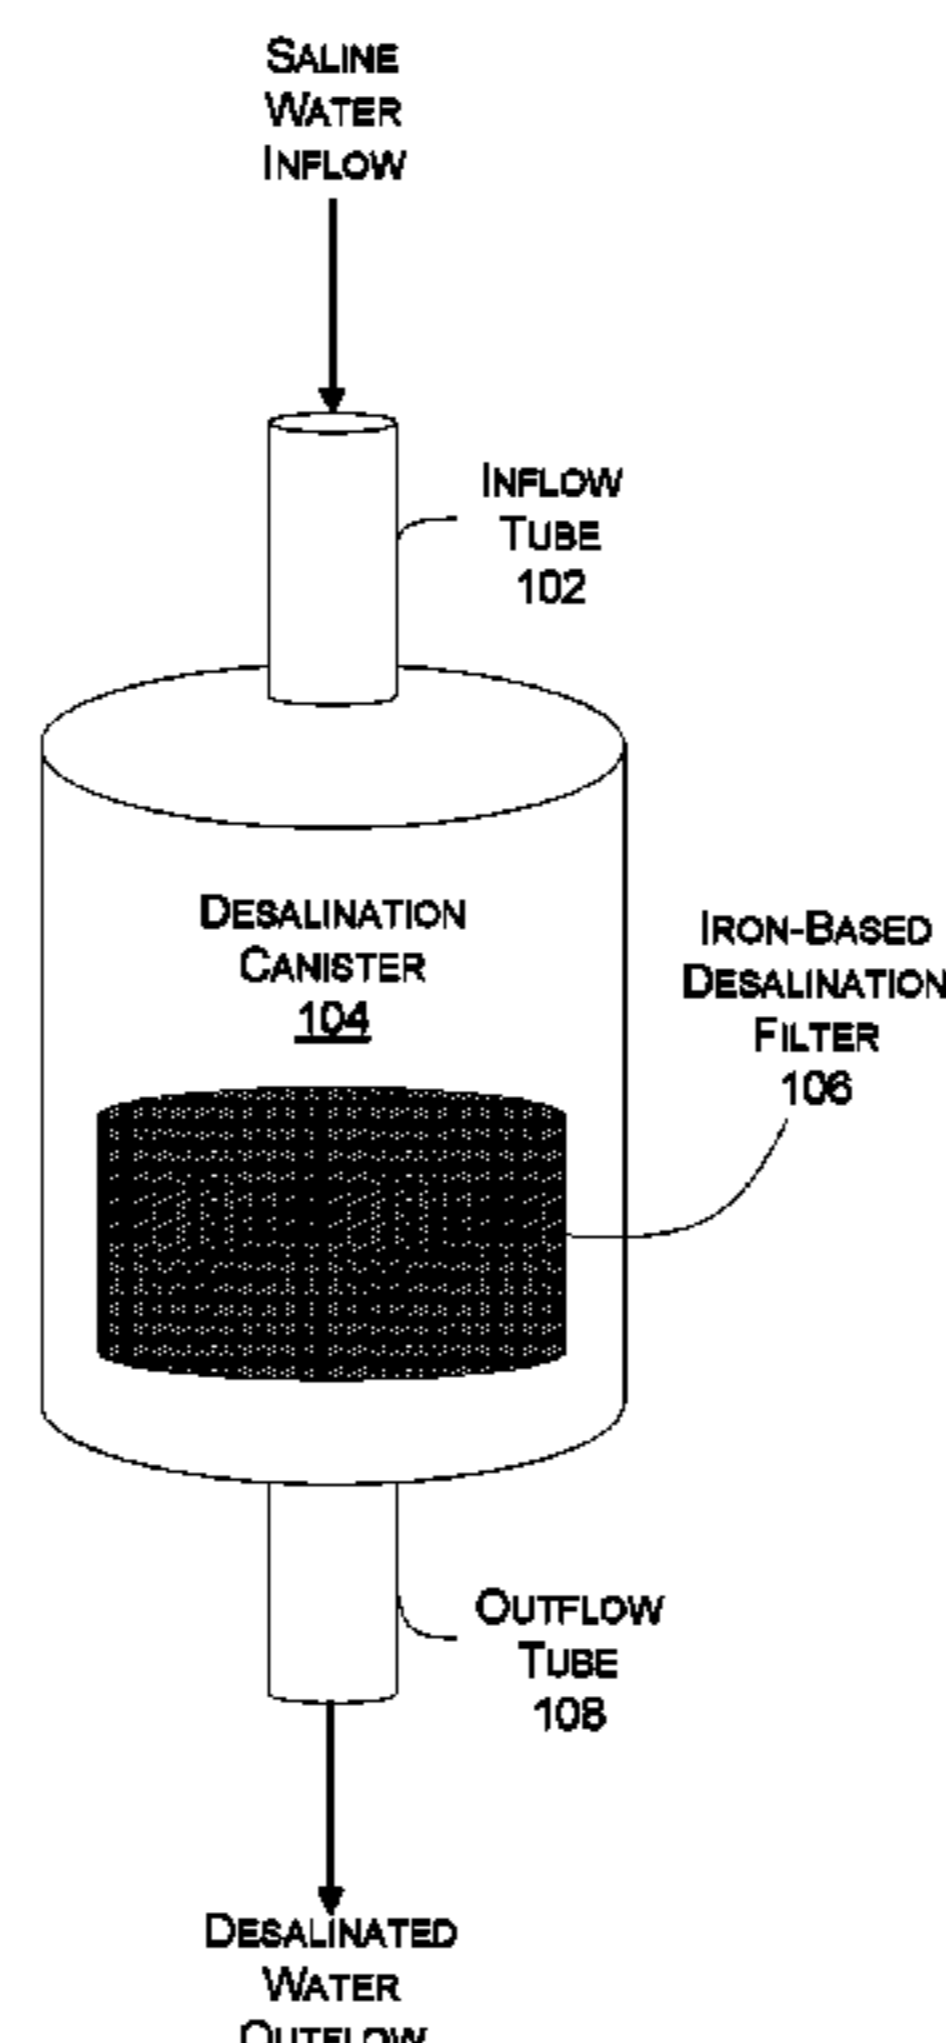 SALINE
WATER
INFLOW
INFLOW
TUBE
102
DESALINATION
CANISTER
104
IRON-BASED
DESALINATION
FILTER
106
OUTFLOW
TUBE
108
DESALINATED
WATER
OUTFLOW